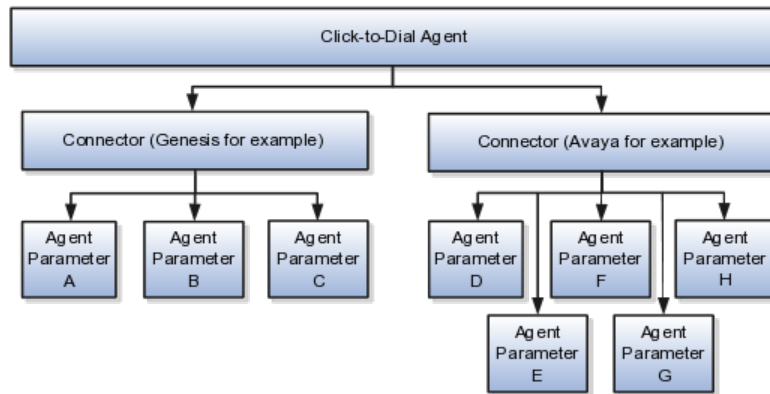 Click-to-Dial Agent
Connector (Genesis for example)
Connector (Avaya for example)
Agent
Parameter
A
Agent
Parameter
B
Agent
Parameter
C
Agent
Parameter
D
Agent
Parameter
F
Agent
Parameter
H
Agent
Parameter
E
Agent
Parameter
G